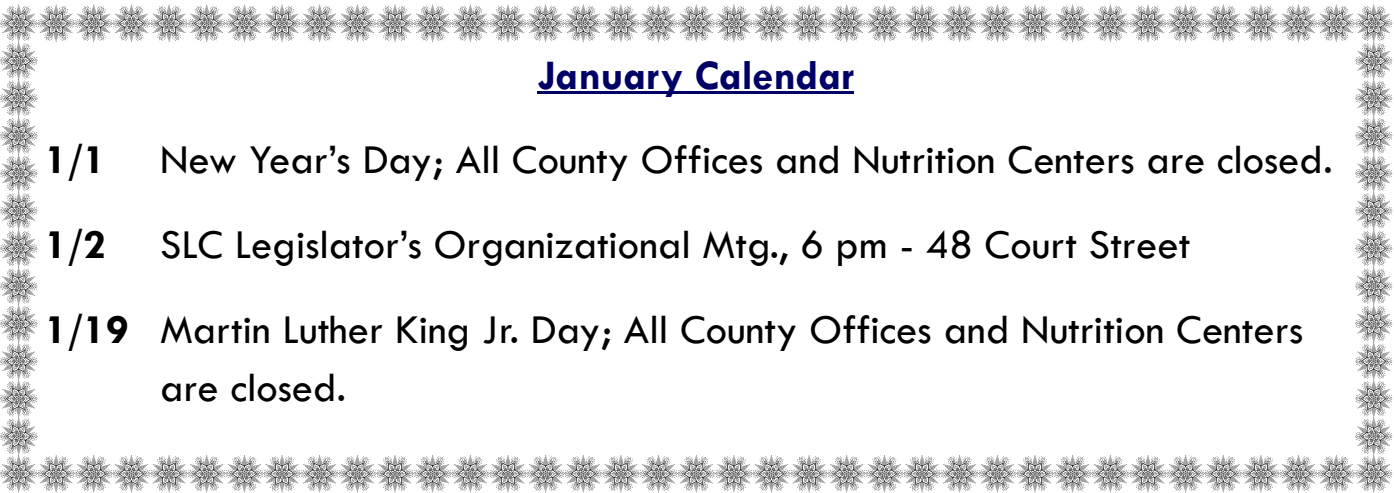 January Calendar
1/1 New Year’s Day; All County Offices and Nutrition Centers are closed.
1/2 SLC Legislator’s Organizational Mtg., 6 pm - 48 Court Street
1/19 Martin Luther King Jr. Day; All County Offices and Nutrition Centers
are closed.